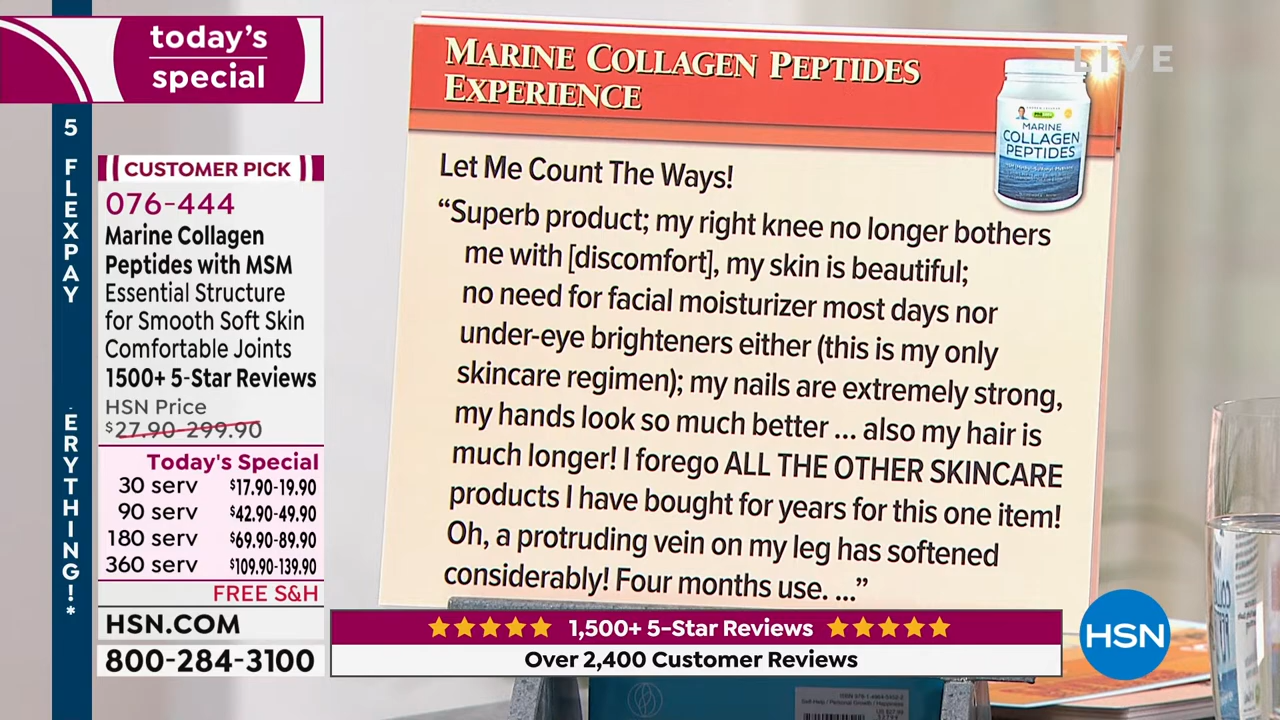 today's
special
5 FLEXPAY
ERYTHING!*
CUSTOMER PICK
076-444
Marine Collagen
Peptides with MSM
Essential Structure
for Smooth Soft Skin
Comfortable Joints
1500+ 5-Star Reviews
HSN Price
$27.90-299.90
Today's Special
30 serv $17.90-19.90
90 serv $42.90-49.90
180 serv $69.90-89.90
360 serv $109.90-139.90
FREE S&H
HSN.COM
800-284-3100
LIVE
MARINE COLLAGEN PEPTIDES
EXPERIENCE
MARINE
COLLAGEN
PEPTIDES
Let Me Count The Ways!
“Superb product; my right knee no longer bothers
me with [discomfort], my skin is beautiful;
no need for facial moisturizer most days nor
under-eye brighteners either (this is my only
skincare regimen); my nails are extremely strong,
my hands look so much better ... also my hair is
much longer! I forego ALL THE OTHER SKINCARE
products I have bought for years for this one item!
Oh, a protruding vein on my leg has softened
considerably! Four months use. ...”
1,500+ 5-Star Reviews
Over 2,400 Customer Reviews
HSN
Self-Help / Personal Growth / Happiness